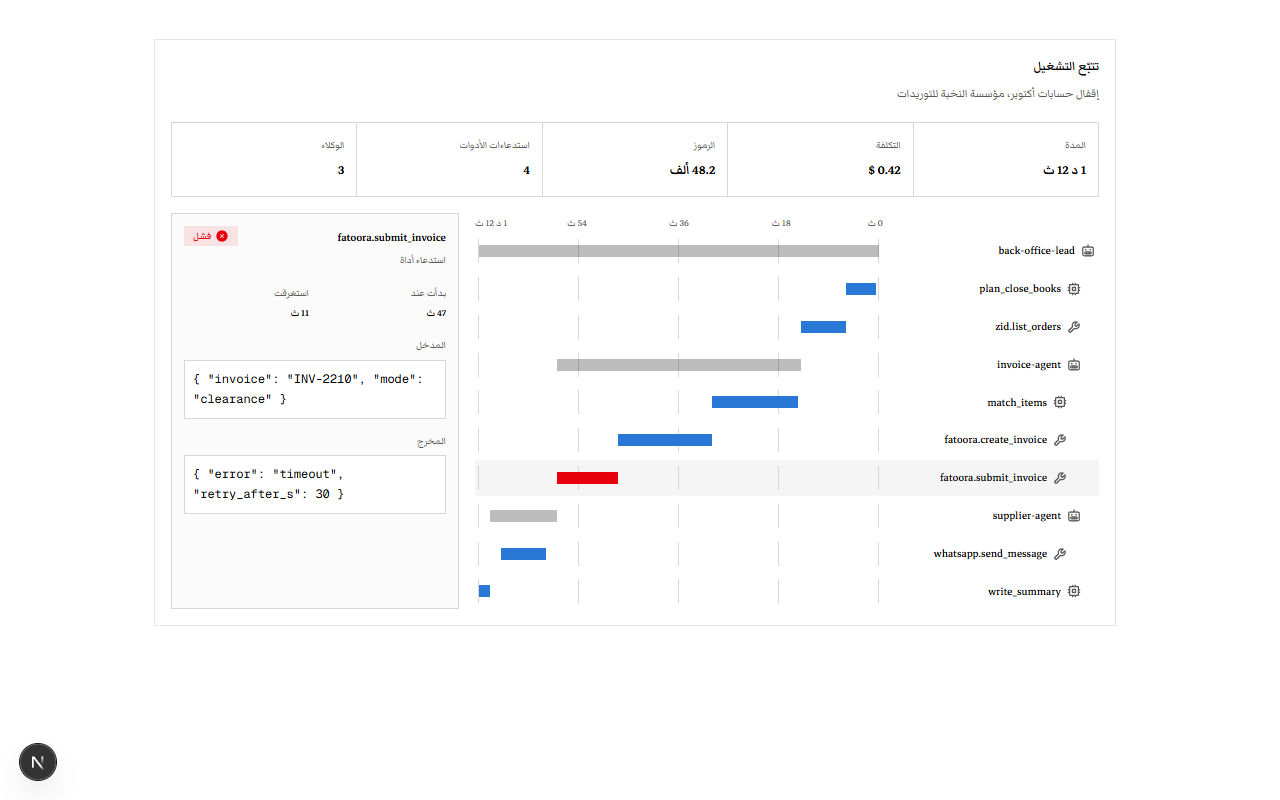 تتبّع التشغيل
إقفال حسابات أكتوبر، مؤسسة النخبة للتوريدات
المدة
1 د 12 ث
التكلفة
0.42 $
الرموز
48.2 ألف
استدعاءات الأدوات
4
الوكلاء
3
0 ث
18 ث
36 ث
54 ث
1 د 12 ث
back-office-lead
plan_close_books
zid.list_orders
invoice-agent
match_items
fatoora.create_invoice
fatoora.submit_invoice
supplier-agent
whatsapp.send_message
write_summary
fatoora.submit_invoice
فشل
استدعاء أداة
بدأت عند
47 ث
استغرقت
11 ث
المدخل
{ "invoice": "INV-2210", "mode":
"clearance" }
المخرج
{ "error": "timeout",
"retry_after_s": 30 }
N